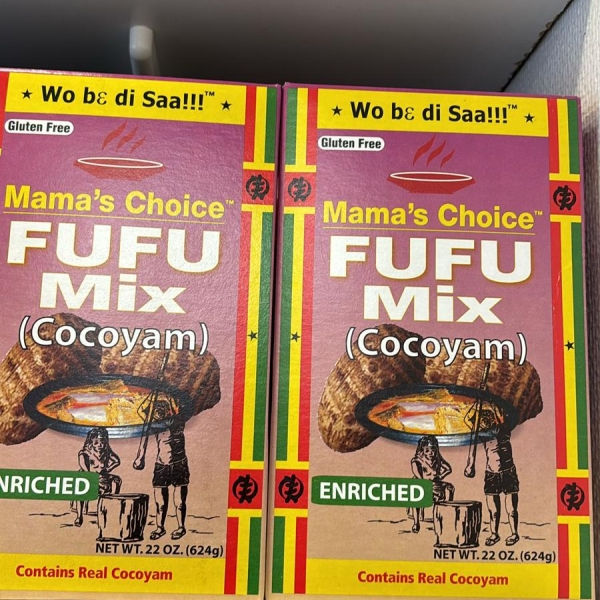 ★ Wo bɛ di Saa!!!™ ★
Gluten Free
Mama's Choice™
FUFU
Mix
(Cocoyam)
NRICHED
NET WT. 22 OZ. (624g)
Contains Real Cocoyam
★ Wo bɛ di Saa!!!™ ★
Gluten Free
Mama's Choice™
FUFU
Mix
(Cocoyam)
ENRICHED
NET WT. 22 OZ. (624g)
Contains Real Cocoyam